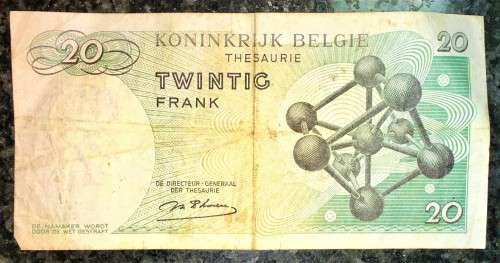 20
KONINKRIJK BELGIE
20
THESAURIE
TWINTIG
FRANK
DE DIRECTEUR-GENERAAL
DER THESAURIE
DE NAMAKER WORDT
DOOR DE WET GESTRAFT
20